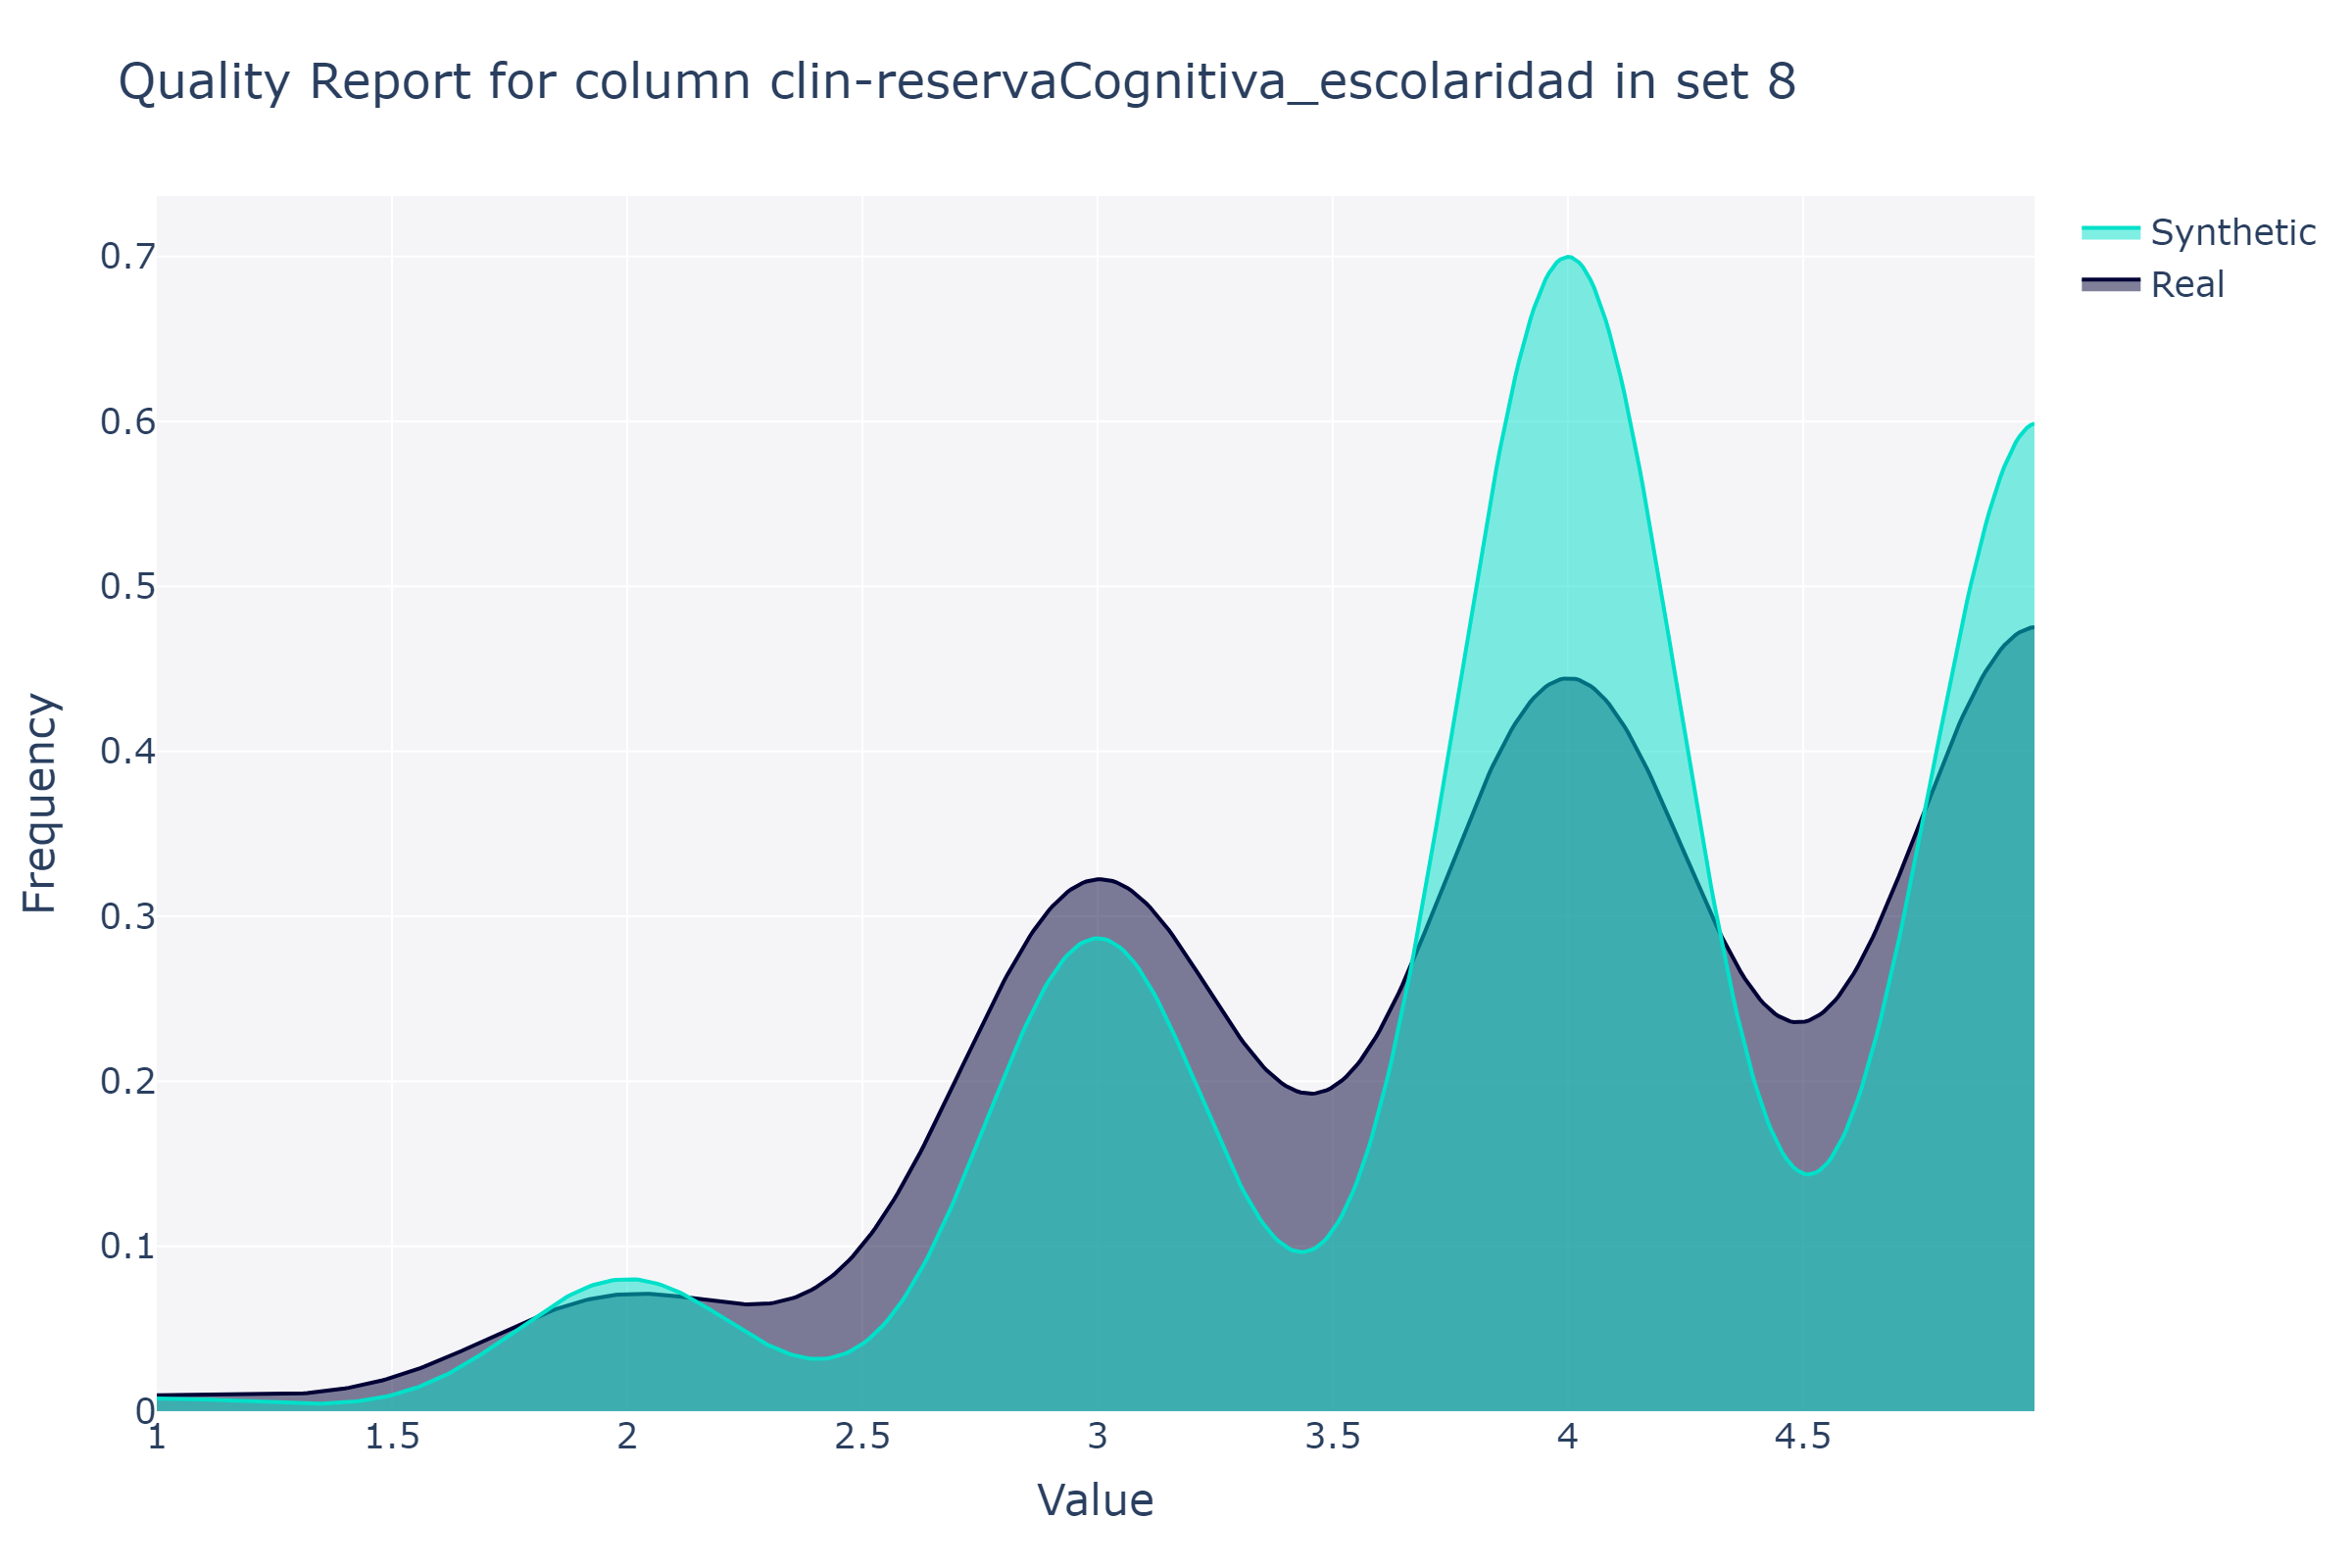 Quality Report for column clin-reservaCognitiva_escolaridad in set 8
Synthetic
Real
Frequency
0.7
0.6
0.5
0.4
0.3
0.2
0.1
0
1 1.5 2 2.5 3 3.5 4 4.5
Value